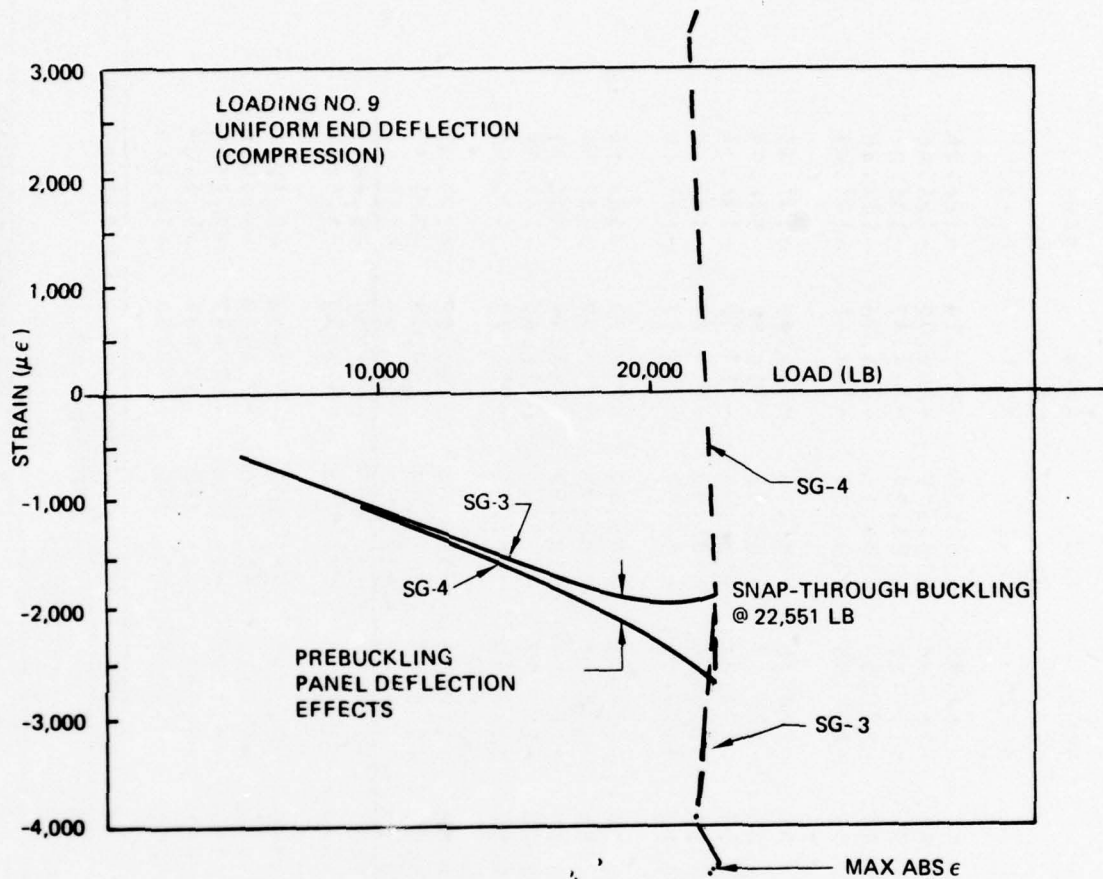 3,000
LOADING NO. 9
UNIFORM END DEFLECTION
(COMPRESSION)
2,000
1,000
STRAIN (με)
10,000
20,000
LOAD (LB)
0
SG-4
-1,000
SG-3
SG-4
SNAP-THROUGH BUCKLING
@ 22,551 LB
-2,000
PREBUCKLING
PANEL DEFLECTION
EFFECTS
-3,000
SG-3
-4,000
MAX ABS ε